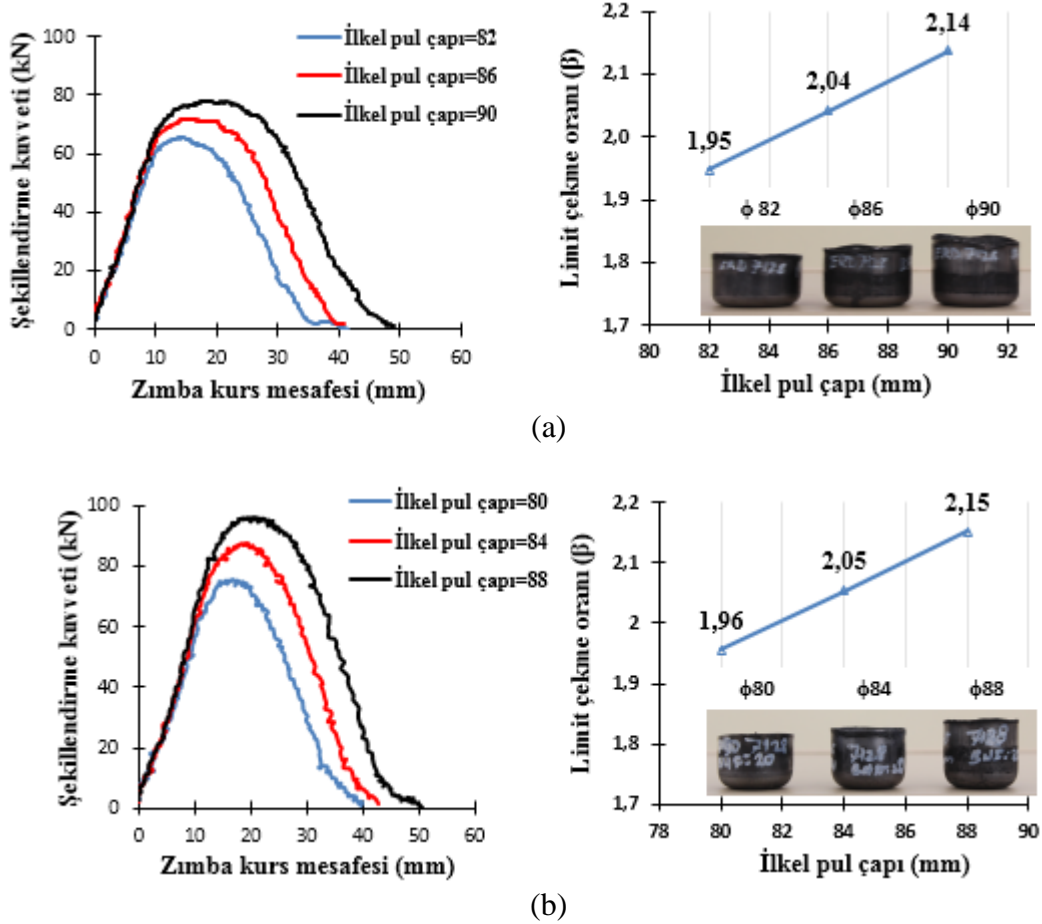 Şekillendirme kuvveti (kN)
100
80
60
40
20
0
0 10 20 30 40 50 60
Zımba kurs mesafesi (mm)
İlkel pul çapı=82
İlkel pul çapı=86
İlkel pul çapı=90
Limit çekme oranı (β)
2,2
2,1
2,0
1,9
1,8
1,7
80 82 84 86 88 90 92
İlkel pul çapı (mm)
1,95
2,04
2,14
ϕ 82 ϕ86 ϕ90
(a)
Şekillendirme kuvveti (kN)
100
80
60
40
20
0
0 10 20 30 40 50 60
Zımba kurs mesafesi (mm)
İlkel pul çapı=80
İlkel pul çapı=84
İlkel pul çapı=88
Limit çekme oranı (β)
2,2
2,1
2
1,9
1,8
1,7
78 80 82 84 86 88 90
İlkel pul çapı (mm)
1,96
2,05
2,15
ϕ80 ϕ84 ϕ88
7128
(b)